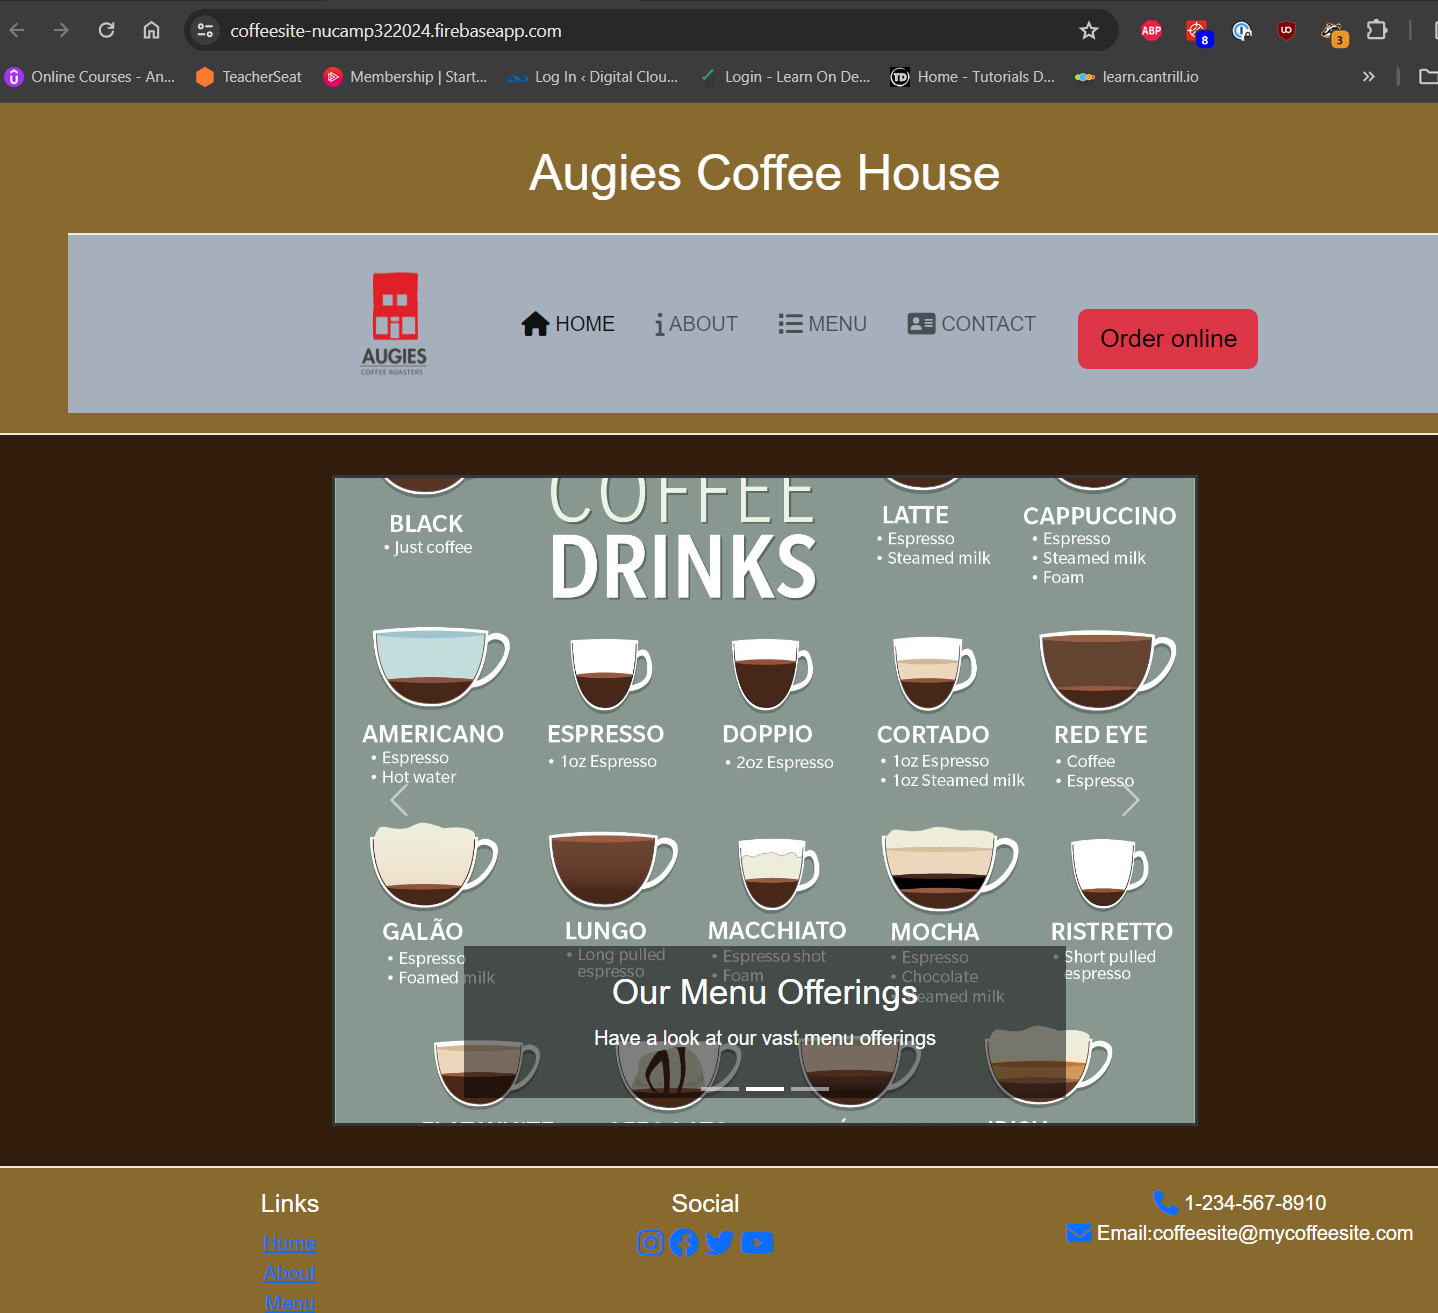 coffeesite-nucamp322024.firebaseapp.com
ABP
8
UD
3
Online Courses - An...
TeacherSeat
Membership | Start...
Log In ‹ Digital Clou...
Login - Learn On De...
TD
Home - Tutorials D...
learn.cantrill.io
Augies Coffee House
AUGIES
COFFEE ROASTERS
HOME
ABOUT
MENU
CONTACT
Order online
COFFEE
DRINKS
BLACK
• Just coffee
LATTE
• Espresso
• Steamed milk
CAPPUCCINO
• Espresso
• Steamed milk
• Foam
AMERICANO
• Espresso
• Hot water
ESPRESSO
• 1oz Espresso
DOPPIO
• 2oz Espresso
CORTADO
• 1oz Espresso
• 1oz Steamed milk
RED EYE
• Coffee
• Espresso
GALÃO
• Espresso
• Foamed milk
LUNGO
• Long pulled
espresso
MACCHIATO
• Espresso shot
• Foam
MOCHA
• Espresso
• Chocolate
Steamed milk
RISTRETTO
• Short pulled
espresso
Our Menu Offerings
Have a look at our vast menu offerings
Links
Home
About
Menu
Social
1-234-567-8910
Email:coffeesite@mycoffeesite.com